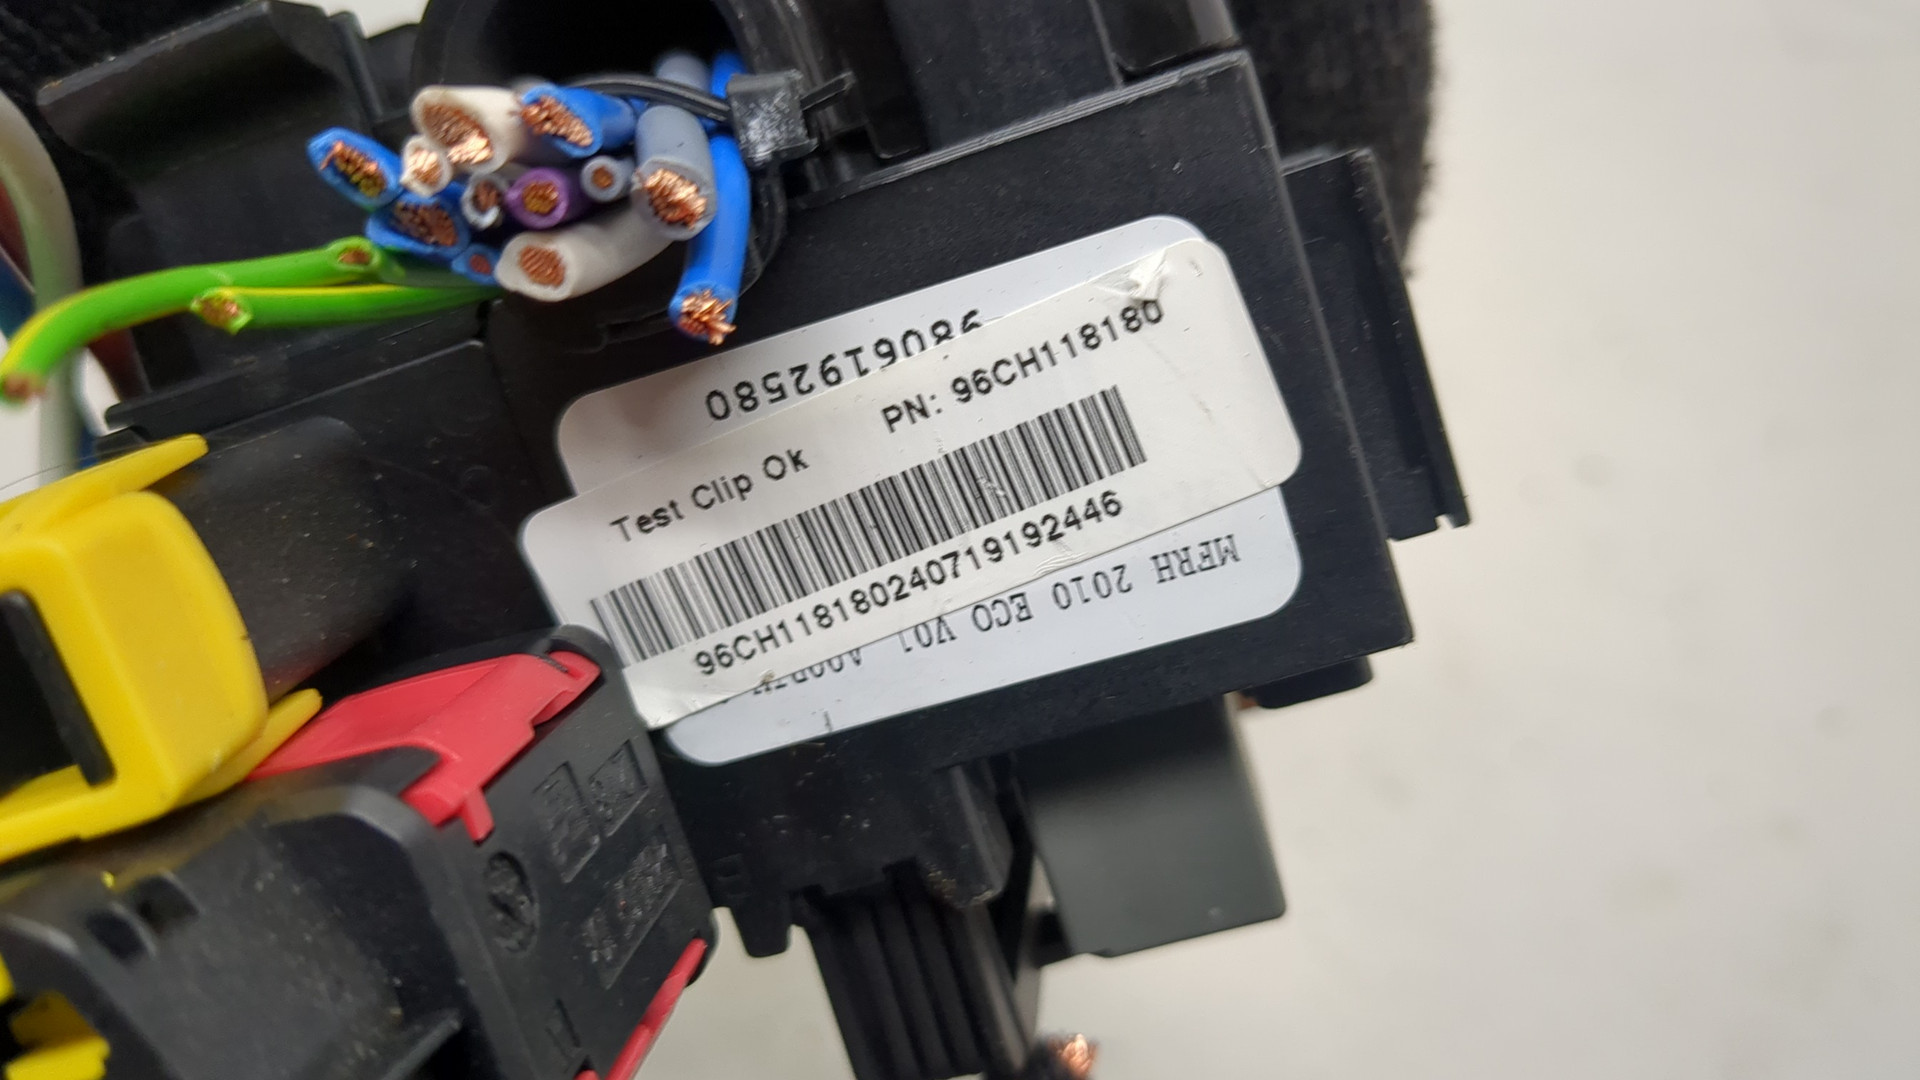 9806192580
PN: 96CH118180
Test Clip Ok
96CH118180240719192446
MFRH 2010 ECO V01